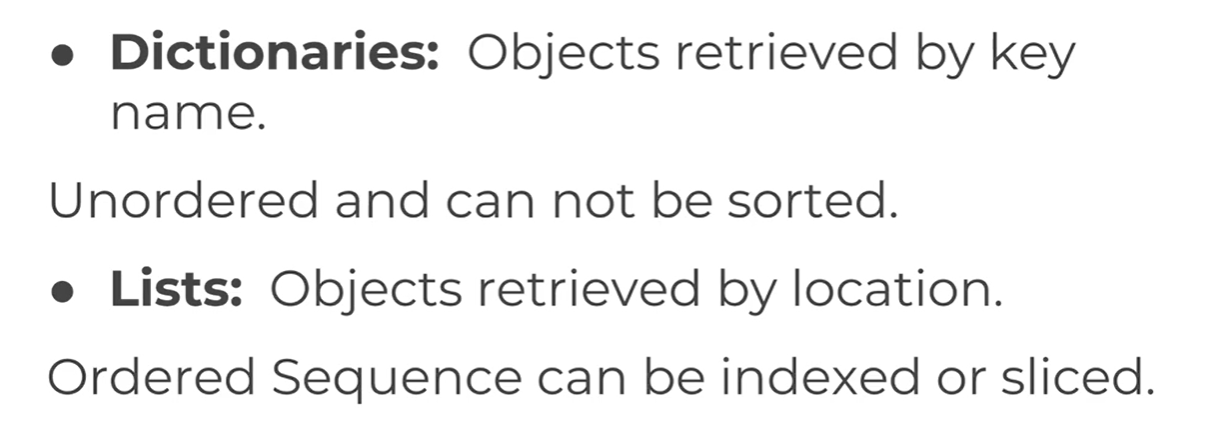 ● Dictionaries: Objects retrieved by key
name.
Unordered and can not be sorted.
● Lists: Objects retrieved by location.
Ordered Sequence can be indexed or sliced.